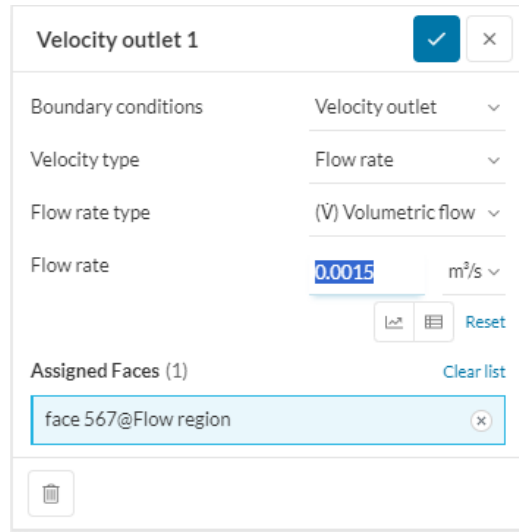 Velocity outlet 1
Boundary conditions Velocity outlet
Velocity type Flow rate
Flow rate type (V̇) Volumetric flow
Flow rate 0.0015 m³/s
Reset
Assigned Faces (1) Clear list
face 567@Flow region